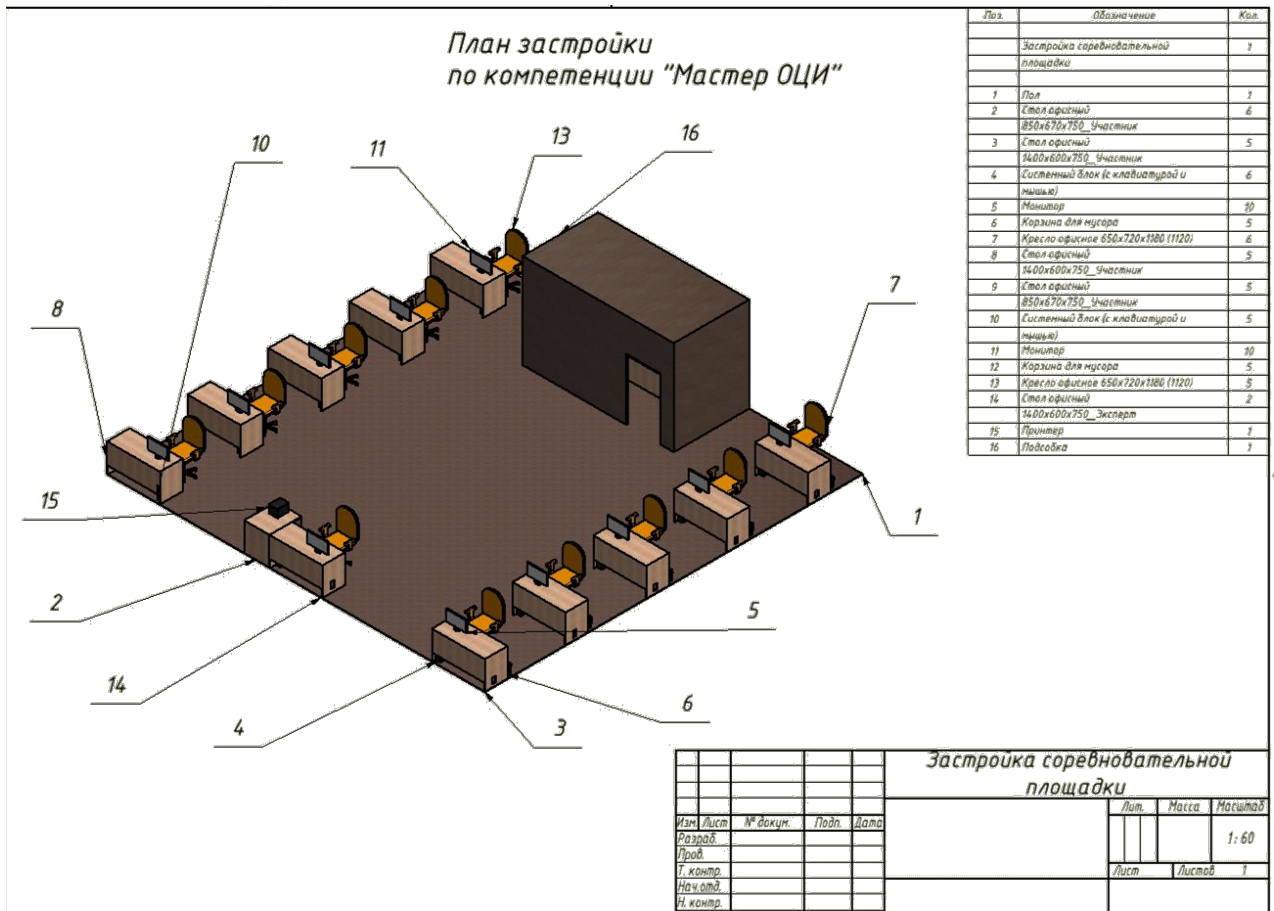 План застройки
по компетенции "Мастер ОЦИ"
Поз. Обозначение Кол.
Застройка соревновательной 1
площадки
1 Пол 1
2 Стол офисный 6
850х670х750_Участник
3 Стол офисный 5
1400х600х750_Участник
4 Системный блок (с клавиатурой и 6
мышью)
5 Монитор 10
6 Корзина для мусора 5
7 Кресло офисное 650х720х1180 (1120) 6
8 Стол офисный 5
1400х600х750_Участник
9 Стол офисный 5
850х670х750_Участник
10 Системный блок (с клавиатурой и 5
мышью)
11 Монитор 10
12 Корзина для мусора 5
13 Кресло офисное 650х720х1180 (1120) 5
14 Стол офисный 2
1400х600х750_Эксперт
15 Принтер 1
16 Подсобка 1
10
11
13
16
8
7
15
1
2
5
14
4
6
3
Застройка соревновательной
площадки
Лит. Масса Масштаб
Изм. Лист № докум. Подп. Дата
1:60
Разраб.
Пров.
Т. контр.
Лист Листов 1
Нач.отд.
Н. контр.